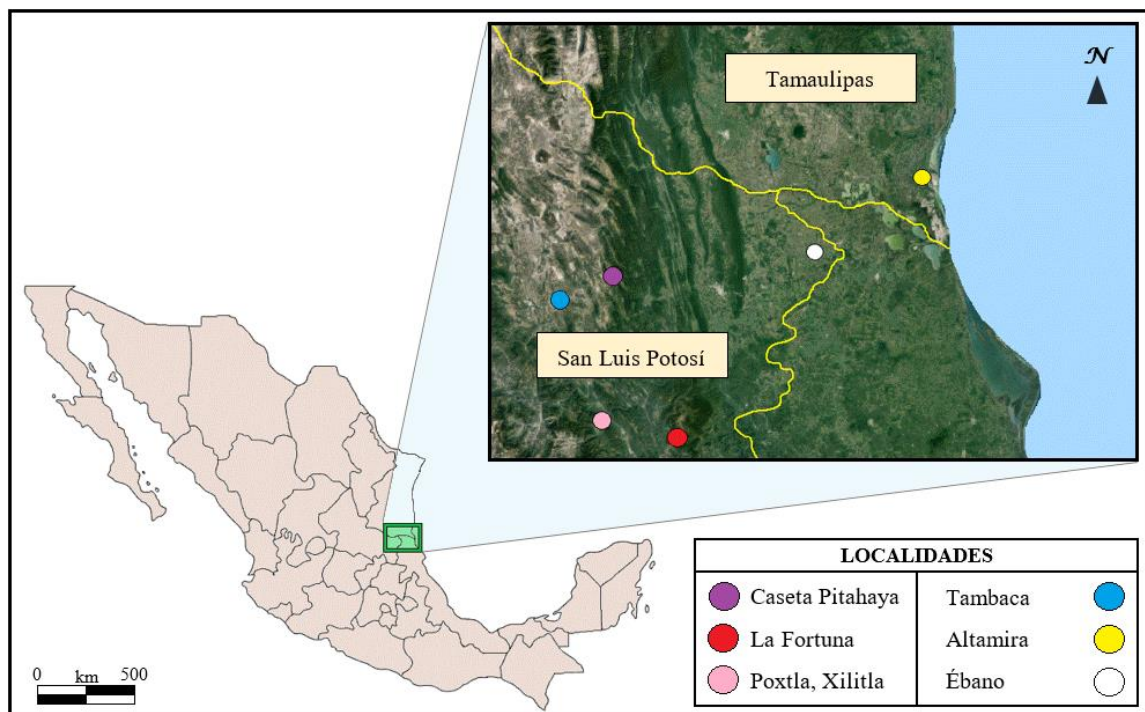 Tamaulipas
N
San Luis Potosí
LOCALIDADES
Caseta Pitahaya
Tambaca
La Fortuna
Altamira
Poxtla, Xilitla
Ébano
0 km 500